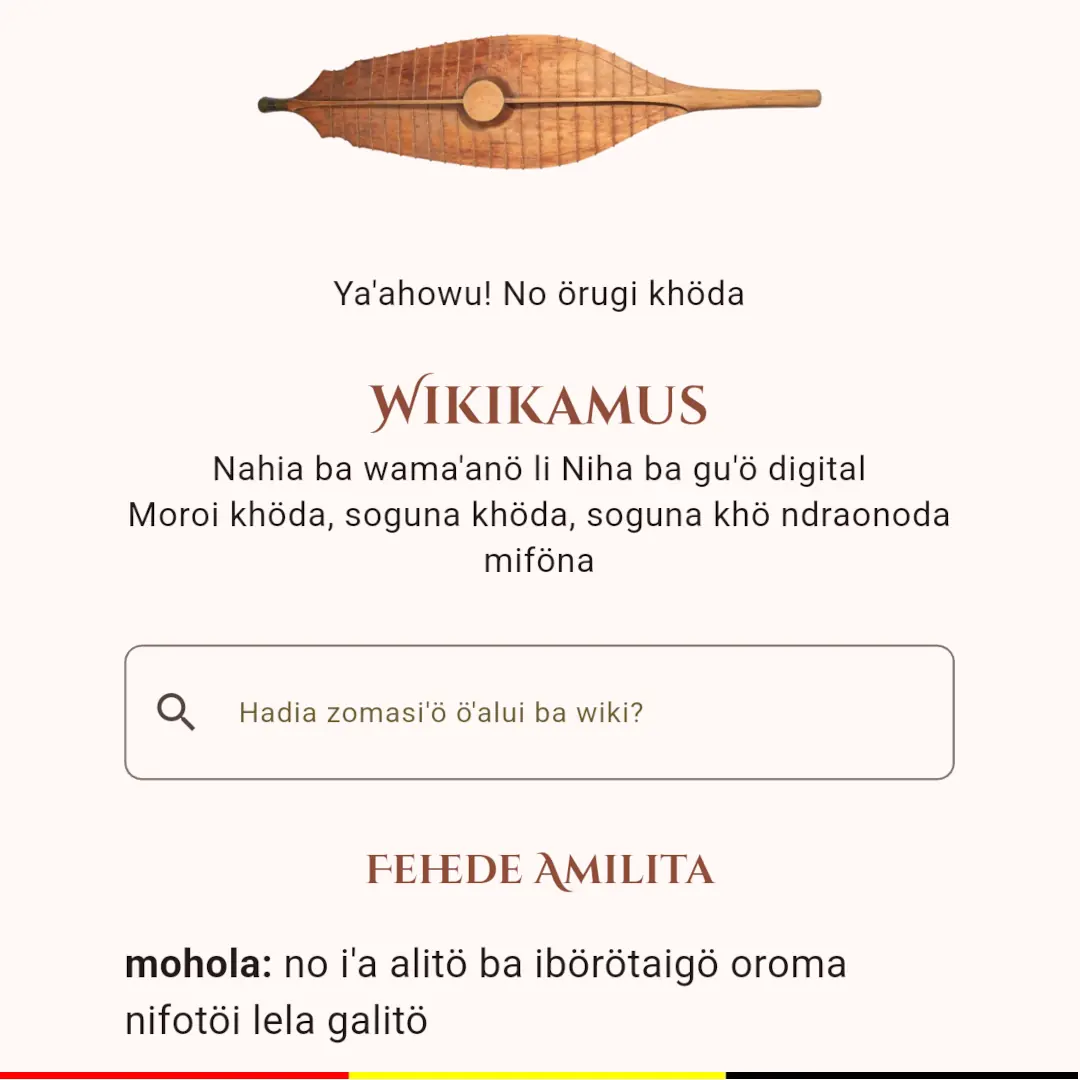 Ya'ahowu! No örugi khöda
Wikikamus
Nahia ba wama'anö li Niha ba gu'ö digital
Moroi khöda, soguna khöda, soguna khö ndraonoda
miföna
Hadia zomasi'ö ö'alui ba wiki?
Fehede Amilita
mohola: no i'a alitö ba ibörötaigö oroma
nifotöi lela galitö